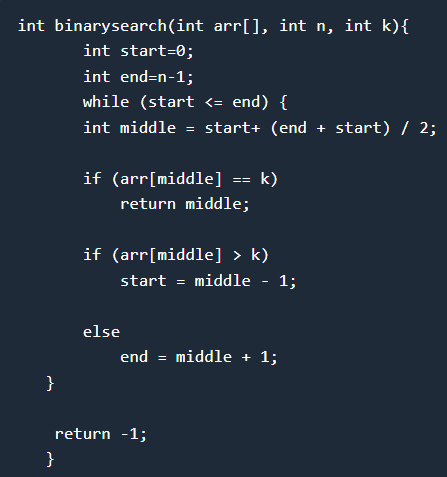 int binarysearch(int arr[], int n, int k){
int start=0;
int end=n-1;
while (start <= end) {
int middle = start+ (end + start) / 2;
if (arr[middle] == k)
return middle;
if (arr[middle] > k)
start = middle - 1;
else
end = middle + 1;
}
return -1;
}